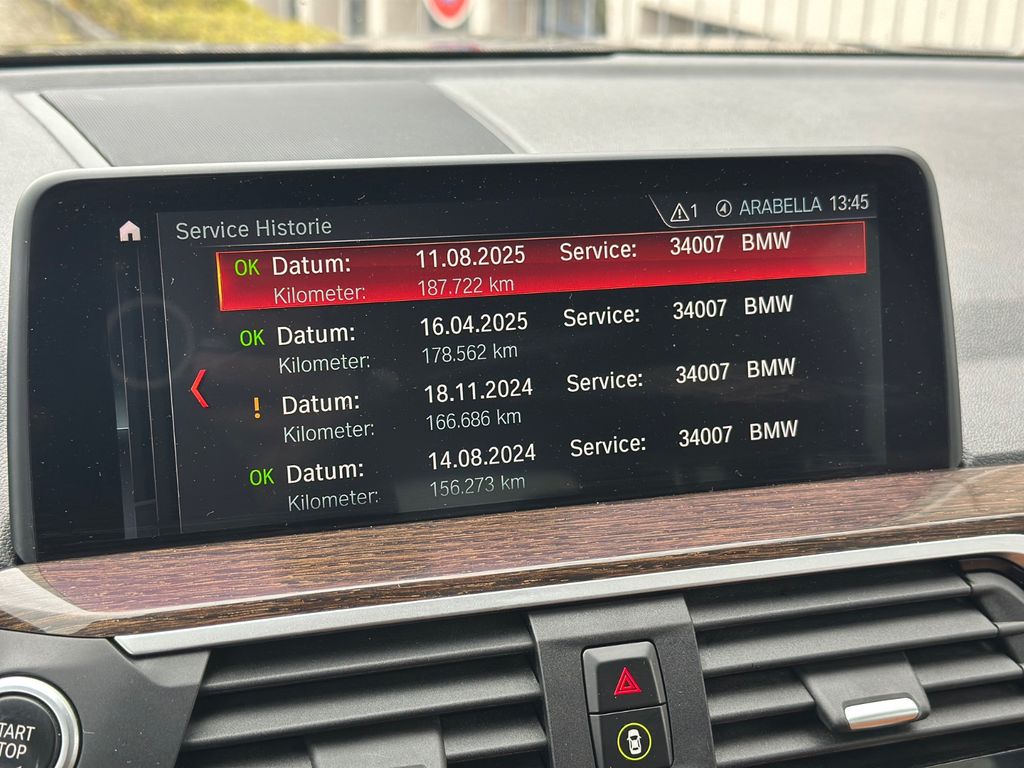 Service Historie
1 ARABELLA 13:45
OK Datum: 11.08.2025 Service: 34007 BMW
Kilometer: 187.722 km
OK Datum: 16.04.2025 Service: 34007 BMW
Kilometer: 178.562 km
! Datum: 18.11.2024 Service: 34007 BMW
Kilometer: 166.686 km
OK Datum: 14.08.2024 Service: 34007 BMW
Kilometer: 156.273 km
START
STOP